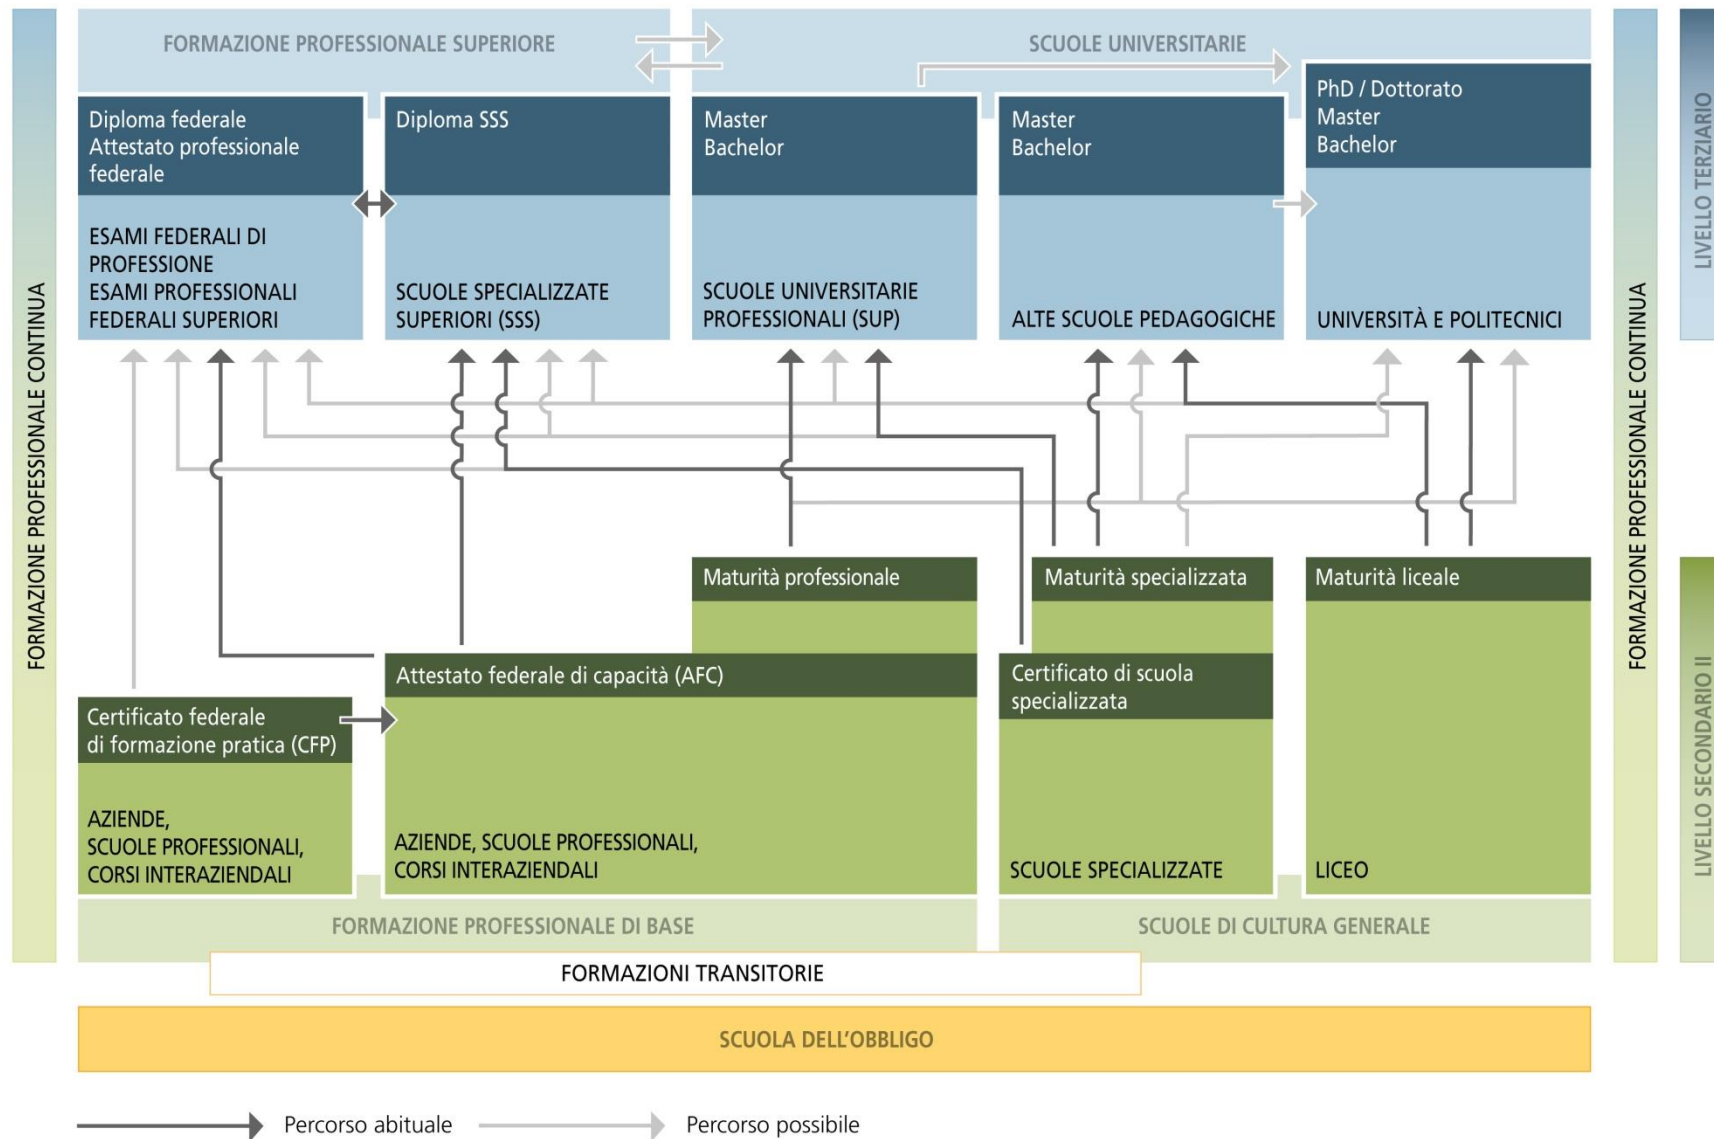 FORMAZIONE PROFESSIONALE SUPERIORE
SCUOLE UNIVERSITARIE
Diploma federale
Attestato professionale
federale
ESAMI FEDERALI DI
PROFESSIONE
ESAMI PROFESSIONALI
FEDERALI SUPERIORI
Diploma SSS
SCUOLE SPECIALIZZATE
SUPERIORI (SSS)
Master
Bachelor
SCUOLE UNIVERSITARIE
PROFESSIONALI (SUP)
Master
Bachelor
ALTE SCUOLE PEDAGOGICHE
PhD / Dottorato
Master
Bachelor
UNIVERSITÀ E POLITECNICI
FORMAZIONE PROFESSIONALE CONTINUA
FORMAZIONE PROFESSIONALE CONTINUA
LIVELLO TERZIARIO
LIVELLO SECONDARIO II
Maturità professionale
Maturità specializzata
Maturità liceale
Attestato federale di capacità (AFC)
Certificato di scuola
specializzata
Certificato federale
di formazione pratica (CFP)
AZIENDE,
SCUOLE PROFESSIONALI,
CORSI INTERAZIENDALI
AZIENDE, SCUOLE PROFESSIONALI,
CORSI INTERAZIENDALI
SCUOLE SPECIALIZZATE
LICEO
FORMAZIONE PROFESSIONALE DI BASE
SCUOLE DI CULTURA GENERALE
FORMAZIONI TRANSITORIE
SCUOLA DELL'OBBLIGO
Percorso abituale
Percorso possibile